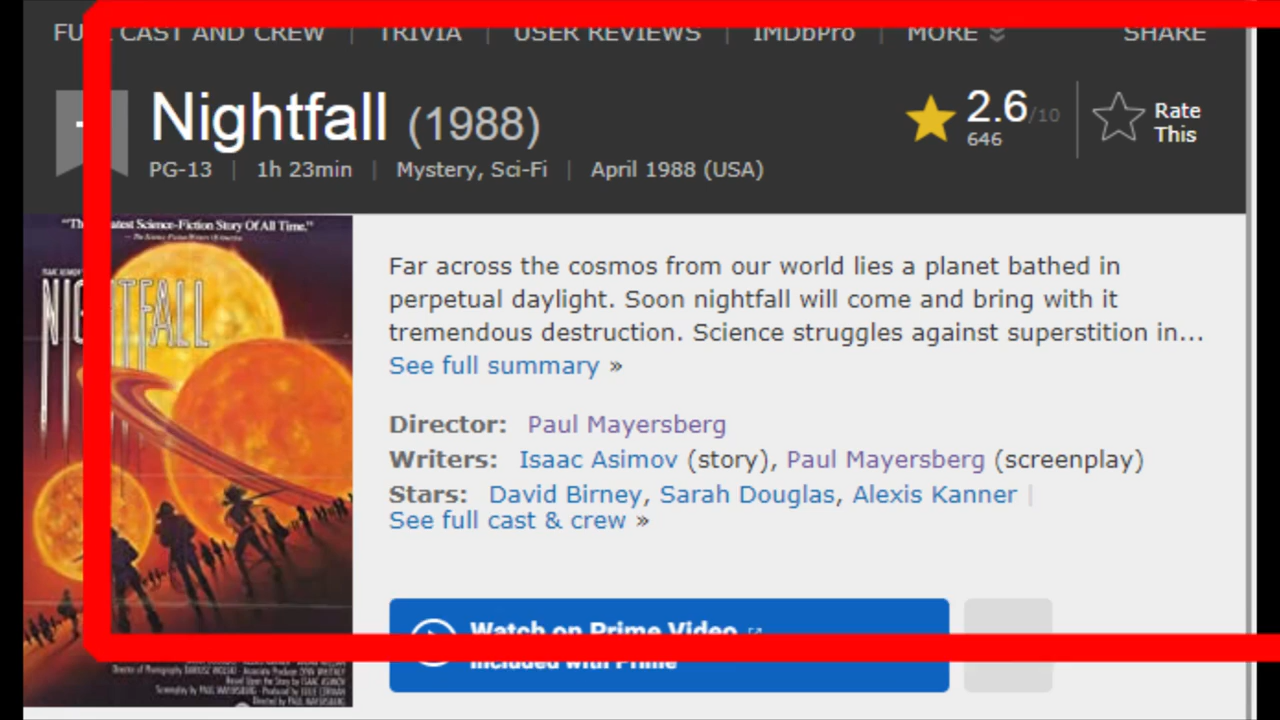 FULL CAST AND CREW | TRIVIA | USER REVIEWS | IMDbPro | MORE SHARE
Nightfall (1988)
2.6/10
646
Rate
This
PG-13 | 1h 23min | Mystery, Sci-Fi | April 1988 (USA)
Story Of All Time."
NIGHTFALL
Far across the cosmos from our world lies a planet bathed in
perpetual daylight. Soon nightfall will come and bring with it
tremendous destruction. Science struggles against superstition in...
See full summary »
Director: Paul Mayersberg
Writers: Isaac Asimov (story), Paul Mayersberg (screenplay)
Stars: David Birney, Sarah Douglas, Alexis Kanner |
See full cast & crew »
Watch on Prime Video
Included with Prime
Directed by PAUL MAYERSBERG